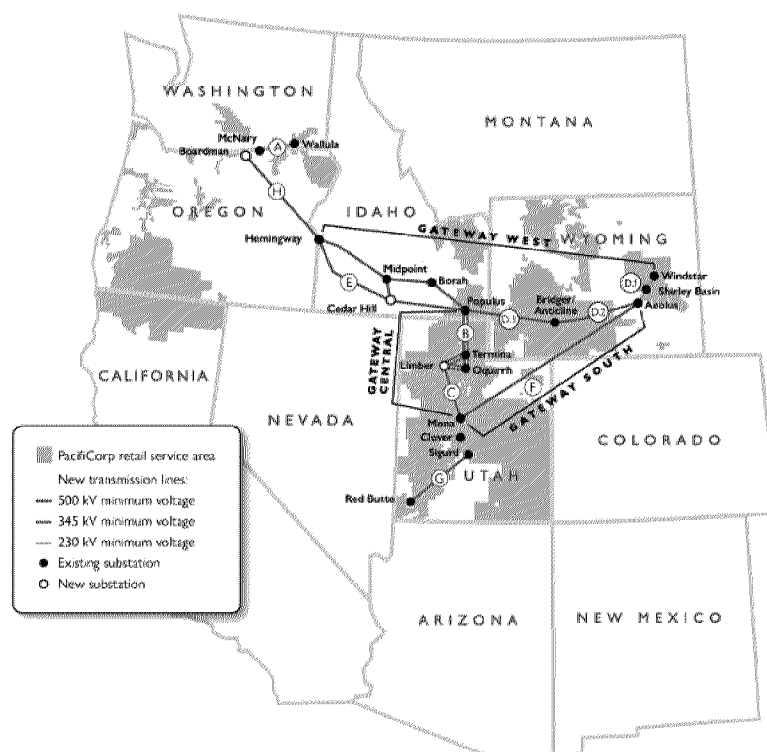 WASHINGTON
MONTANA
McNary
Boardman
A
Wallula
H
OREGON
IDAHO
GATEWAY WEST
WYOMING
Hemingway
E
Midpoint
Borah
Cedar Hill
Populus
D.3
Bridger/
Anticline
D.2
D.1
Windstar
Shirley Basin
Aeolus
B
GATEWAY
CENTRAL
Terminal
Limber
Oquirrh
C
F
GATEWAY SOUTH
CALIFORNIA
NEVADA
Mona
Clover
Sigurd
G
UTAH
Red Butte
COLORADO
PacifiCorp retail service area
New transmission lines:
500 kV minimum voltage
345 kV minimum voltage
230 kV minimum voltage
Existing substation
New substation
ARIZONA
NEW MEXICO